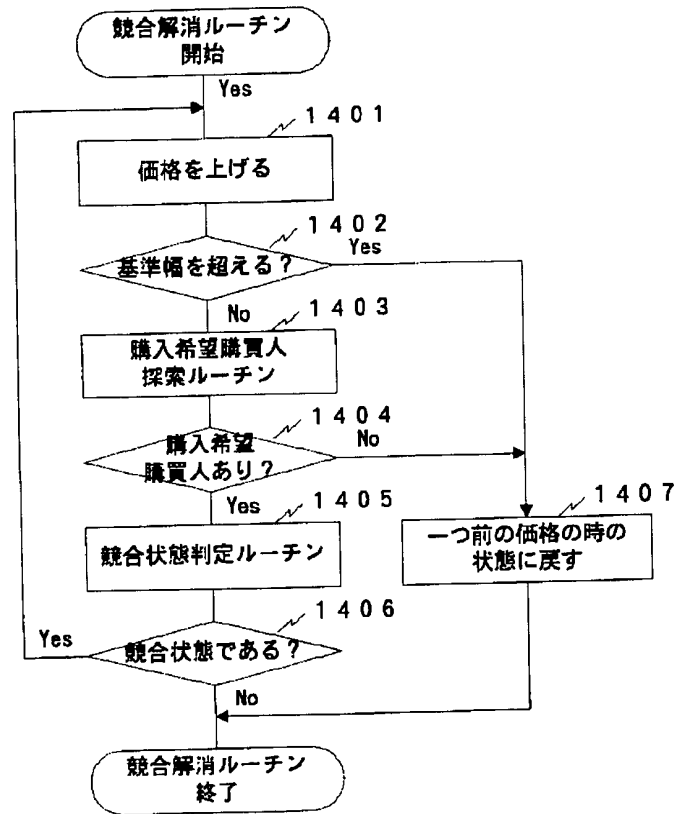 競合解消ルーチン
開始
Yes
1401
価格を上げる
1402
Yes
基準幅を超える?
No
1403
購入希望購買人
探索ルーチン
1404
No
購入希望
購買人あり?
Yes
1405
1407
競合状態判定ルーチン
一つ前の価格の時の
状態に戻す
1406
Yes
競合状態である?
No
競合解消ルーチン
終了